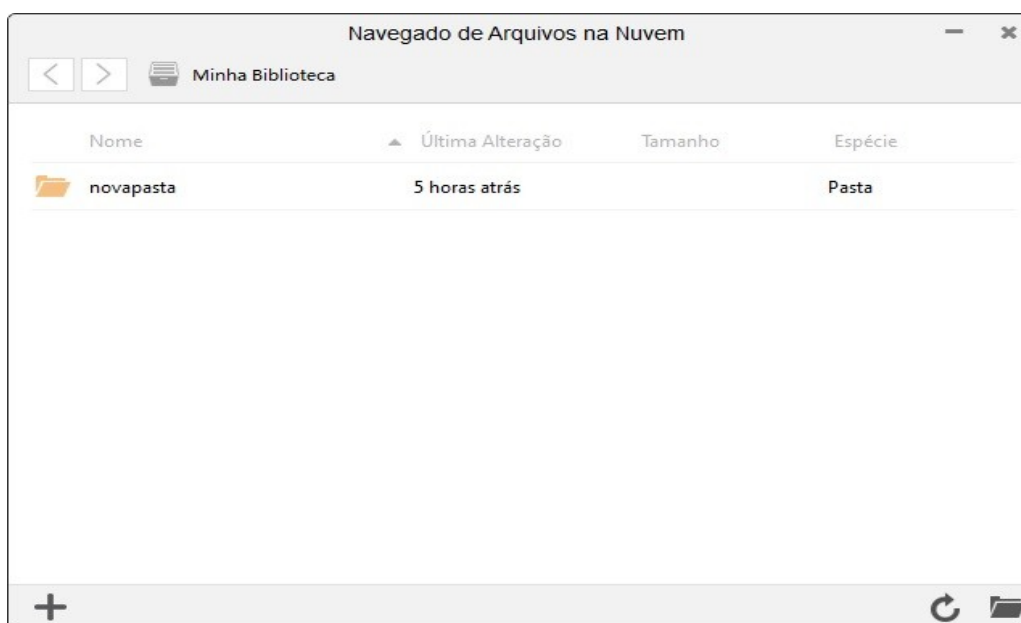 Navegado de Arquivos na Nuvem
Minha Biblioteca
Nome Última Alteração Tamanho Espécie
novapasta 5 horas atrás Pasta